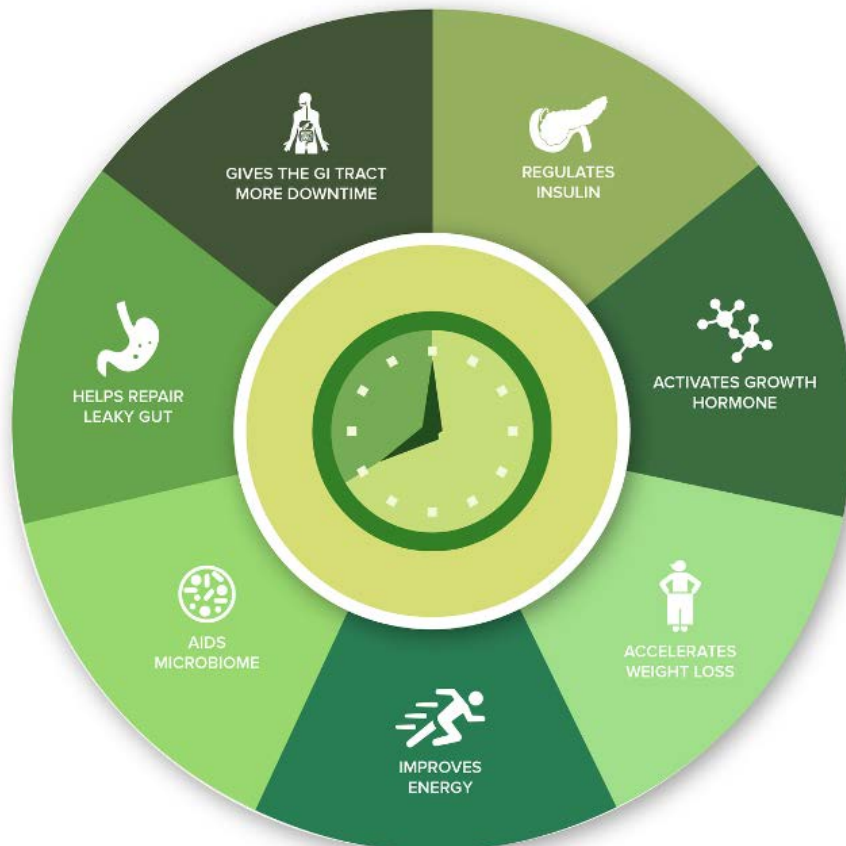 GIVES THE GI TRACT
MORE DOWNTIME
REGULATES
INSULIN
ACTIVATES GROWTH
HORMONE
ACCELERATES
WEIGHT LOSS
IMPROVES
ENERGY
AIDS
MICROBIOME
HELPS REPAIR
LEAKY GUT